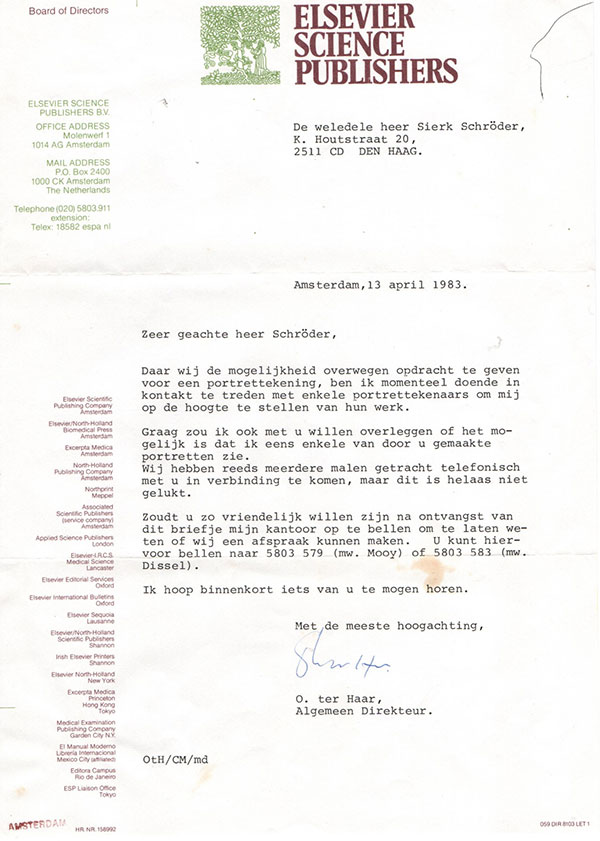 Board of Directors
ELSEVIER
SCIENCE
PUBLISHERS
ELSEVIER SCIENCE
PUBLISHERS B.V.
OFFICE ADDRESS
Molenwerf 1
1014 AG Amsterdam
MAIL ADDRESS
P.O. Box 2400
1000 CK Amsterdam
The Netherlands
Telephone (020) 5803.911
extension:
Telex: 18582 espa nl
De weledele heer Sierk Schröder,
K. Houtstraat 20,
2511 CD DEN HAAG.
Amsterdam,13 april 1983.
Zeer geachte heer Schröder,
Daar wij de mogelijkheid overwegen opdracht te geven
voor een portrettekening, ben ik momenteel doende in
kontakt te treden met enkele portrettekenaars om mij
op de hoogte te stellen van hun werk.
Graag zou ik ook met u willen overleggen of het mo-
gelijk is dat ik eens enkele van door u gemaakte
portretten zie.
Wij hebben reeds meerdere malen getracht telefonisch
met u in verbinding te komen, maar dit is helaas niet
gelukt.
Zoudt u zo vriendelijk willen zijn na ontvangst van
dit briefje mijn kantoor op te bellen om te laten we-
ten of wij een afspraak kunnen maken. U kunt hier-
voor bellen naar 5803 579 (mw. Mooy) of 5803 583 (mw.
Dissel).
Ik hoop binnenkort iets van u te mogen horen.
Met de meeste hoogachting,
O. ter Haar,
Algemeen Direkteur.
OtH/CM/md
Elsevier Scientific
Publishing Company
Amsterdam
Elsevier/North-Holland
Biomedical Press
Amsterdam
Excerpta Medica
Amsterdam
North-Holland
Publishing Company
Amsterdam
Northprint
Meppel
Associated
Scientific Publishers
(service company)
Amsterdam
Applied Science Publishers
London
Elsevier-I.R.C.S.
Medical Science
Lancaster
Elsevier Editorial Services
Oxford
Elsevier International Bulletins
Oxford
Elsevier Sequoia
Lausanne
Elsevier/North-Holland
Scientific Publishers
Shannon
Irish Elsevier Printers
Shannon
Elsevier North-Holland
New York
Excerpta Medica
Princeton
Hong Kong
Tokyo
Medical Examination
Publishing Company
Garden City N.Y.
El Manual Moderno
Libreria Internacional
Mexico City (affiliated)
Editora Campus
Rio de Janeiro
ESP Liaison Office
Tokyo
AMSTERDAM
HR. NR. 158992
059 DIR 8103 LET 1